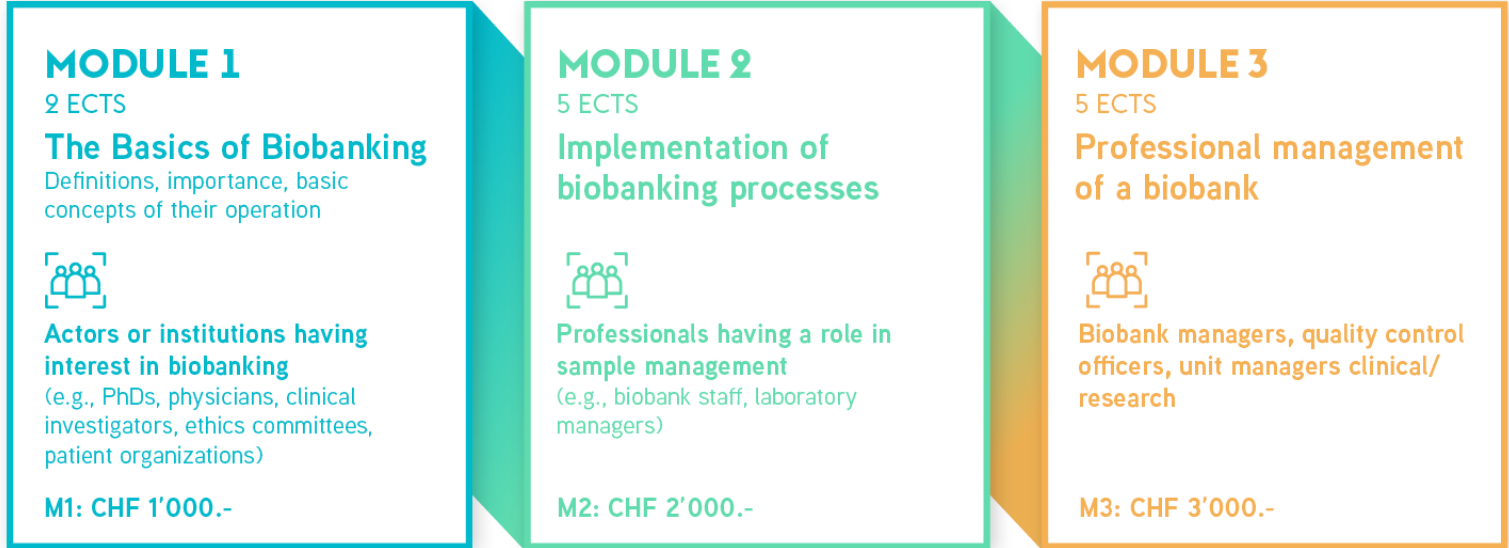 MODULE 1
2 ECTS
The Basics of Biobanking
Definitions, importance, basic
concepts of their operation
Actors or institutions having
interest in biobanking
(e.g., PhDs, physicians, clinical
investigators, ethics committees,
patient organizations)
M1: CHF 1’000.-
MODULE 2
5 ECTS
Implementation of
biobanking processes
Professionals having a role in
sample management
(e.g., biobank staff, laboratory
managers)
M2: CHF 2’000.-
MODULE 3
5 ECTS
Professional management
of a biobank
Biobank managers, quality control
officers, unit managers clinical/
research
M3: CHF 3’000.-